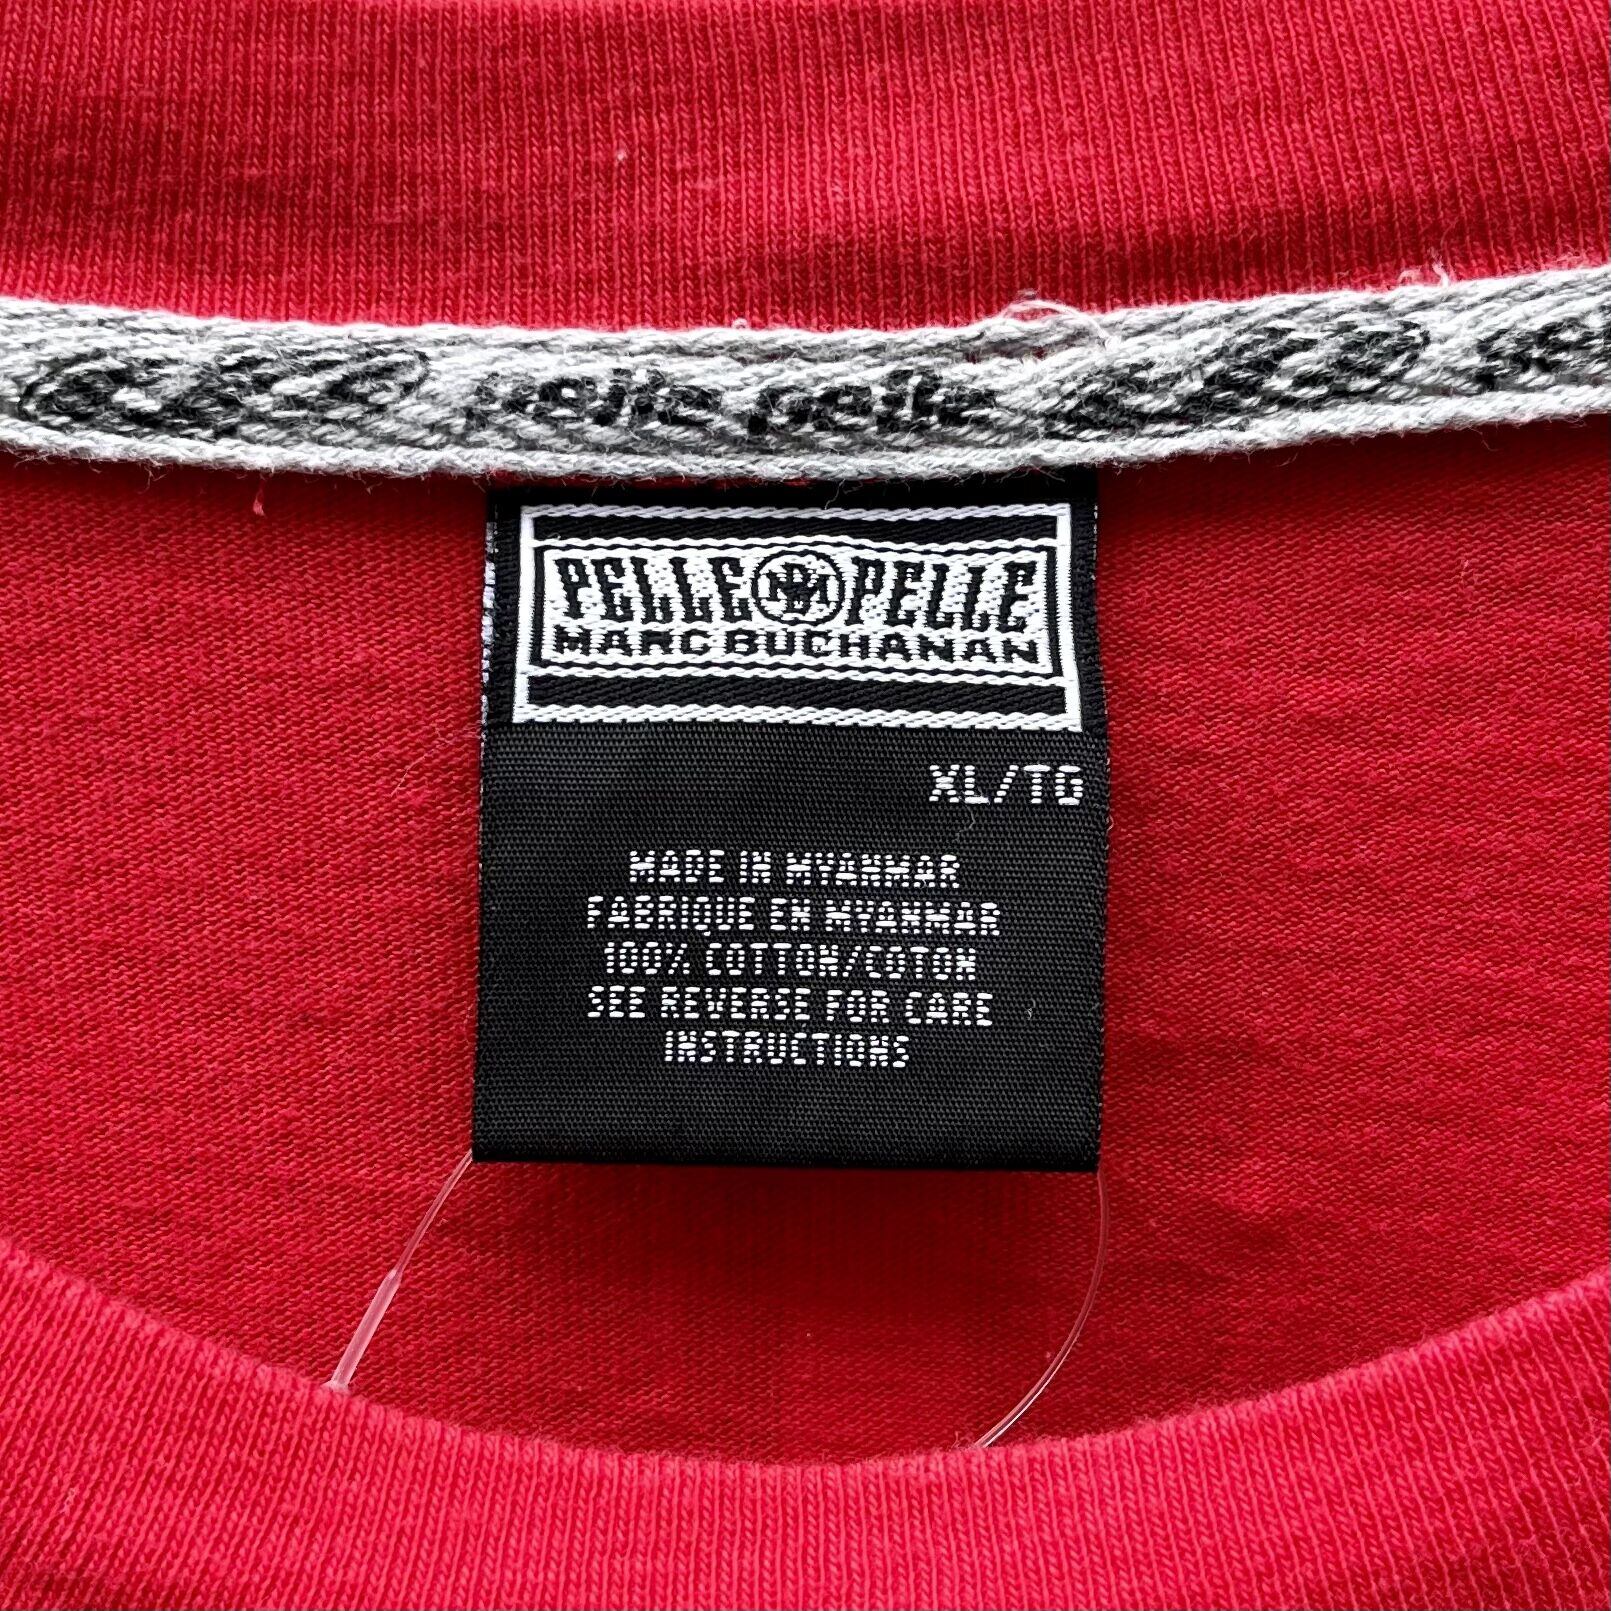 pelle pelle
PELLE MB PELLE
MARC BUCHANAN
XL/TG
MADE IN MYANMAR
FABRIQUE EN MYANMAR
100% COTTON/COTON
SEE REVERSE FOR CARE
INSTRUCTIONS